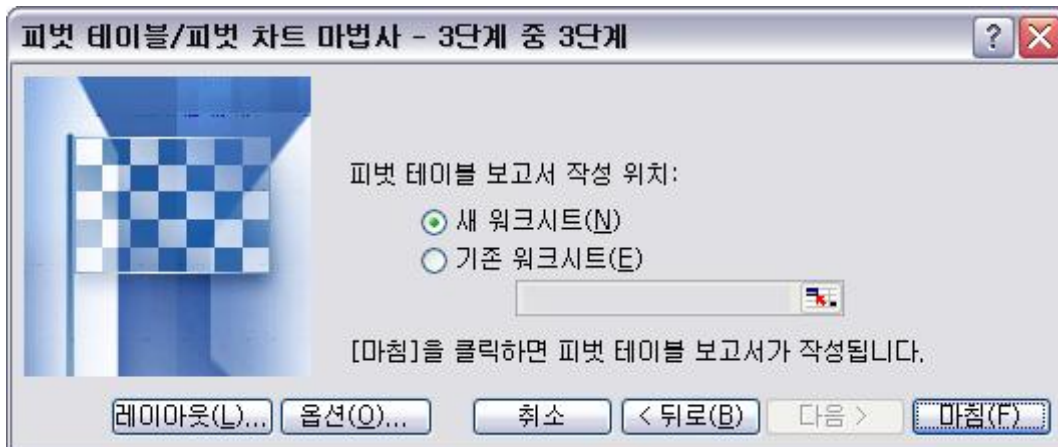 피벗 테이블/피벗 차트 마법사 - 3단계 중 3단계
피벗 테이블 보고서 작성 위치:
새 워크시트(N)
기존 워크시트(E)
[마침]을 클릭하면 피벗 테이블 보고서가 작성됩니다.
레이아웃(L)... 옵션(O)... 취소 < 뒤로(B) 다음 > 마침(F)